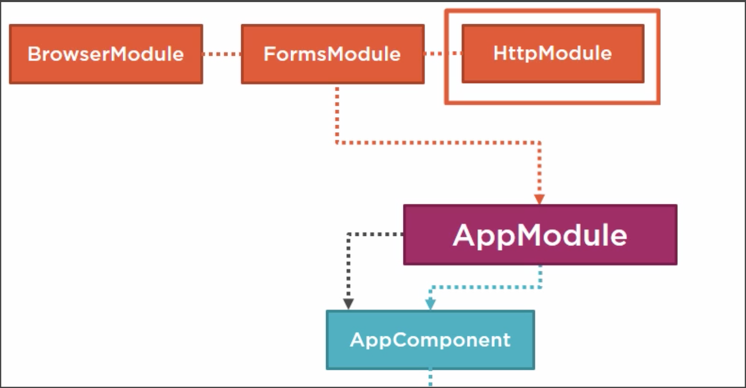 BrowserModule
FormsModule
HttpModule
AppModule
AppComponent